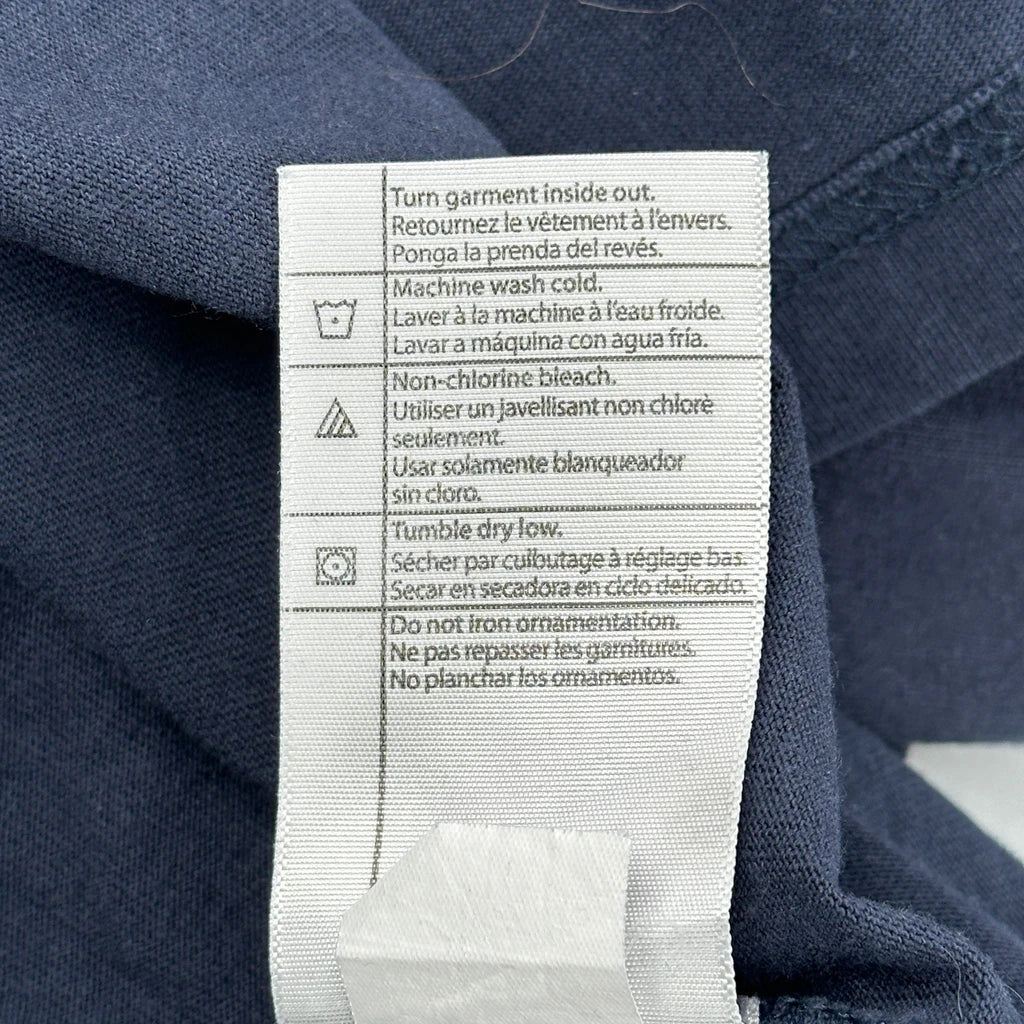 Turn garment inside out.
Retournez le vêtement à l'envers.
Ponga la prenda del revés.
Machine wash cold.
Laver à la machine à l'eau froide.
Lavar a máquina con agua fría.
Non-chlorine bleach.
Utiliser un javellisant non chloré
seulement.
Usar solamente blanqueador
sin cloro.
Tumble dry low.
Sécher par culbutage à réglage bas.
Secar en secadora en ciclo delicado.
Do not iron ornamentation.
Ne pas repasser les garnitures.
No planchar los ornamentos.